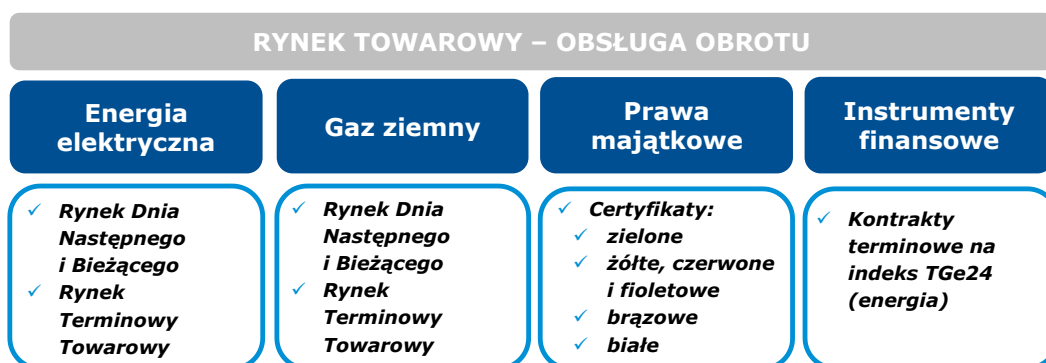 RYNEK TOWAROWY – OBSŁUGA OBROTU
Energia
elektryczna
Gaz ziemny
Prawa
majątkowe
Instrumenty
finansowe
✓ Rynek Dnia
Następnego
i Bieżącego
✓ Rynek
Terminowy
Towarowy
✓ Rynek Dnia
Następnego
i Bieżącego
✓ Rynek
Terminowy
Towarowy
✓ Certyfikaty:
✓ zielone
✓ żółte, czerwone
i fioletowe
✓ brązowe
✓ białe
✓ Kontrakty
terminowe na
indeks TGe24
(energia)